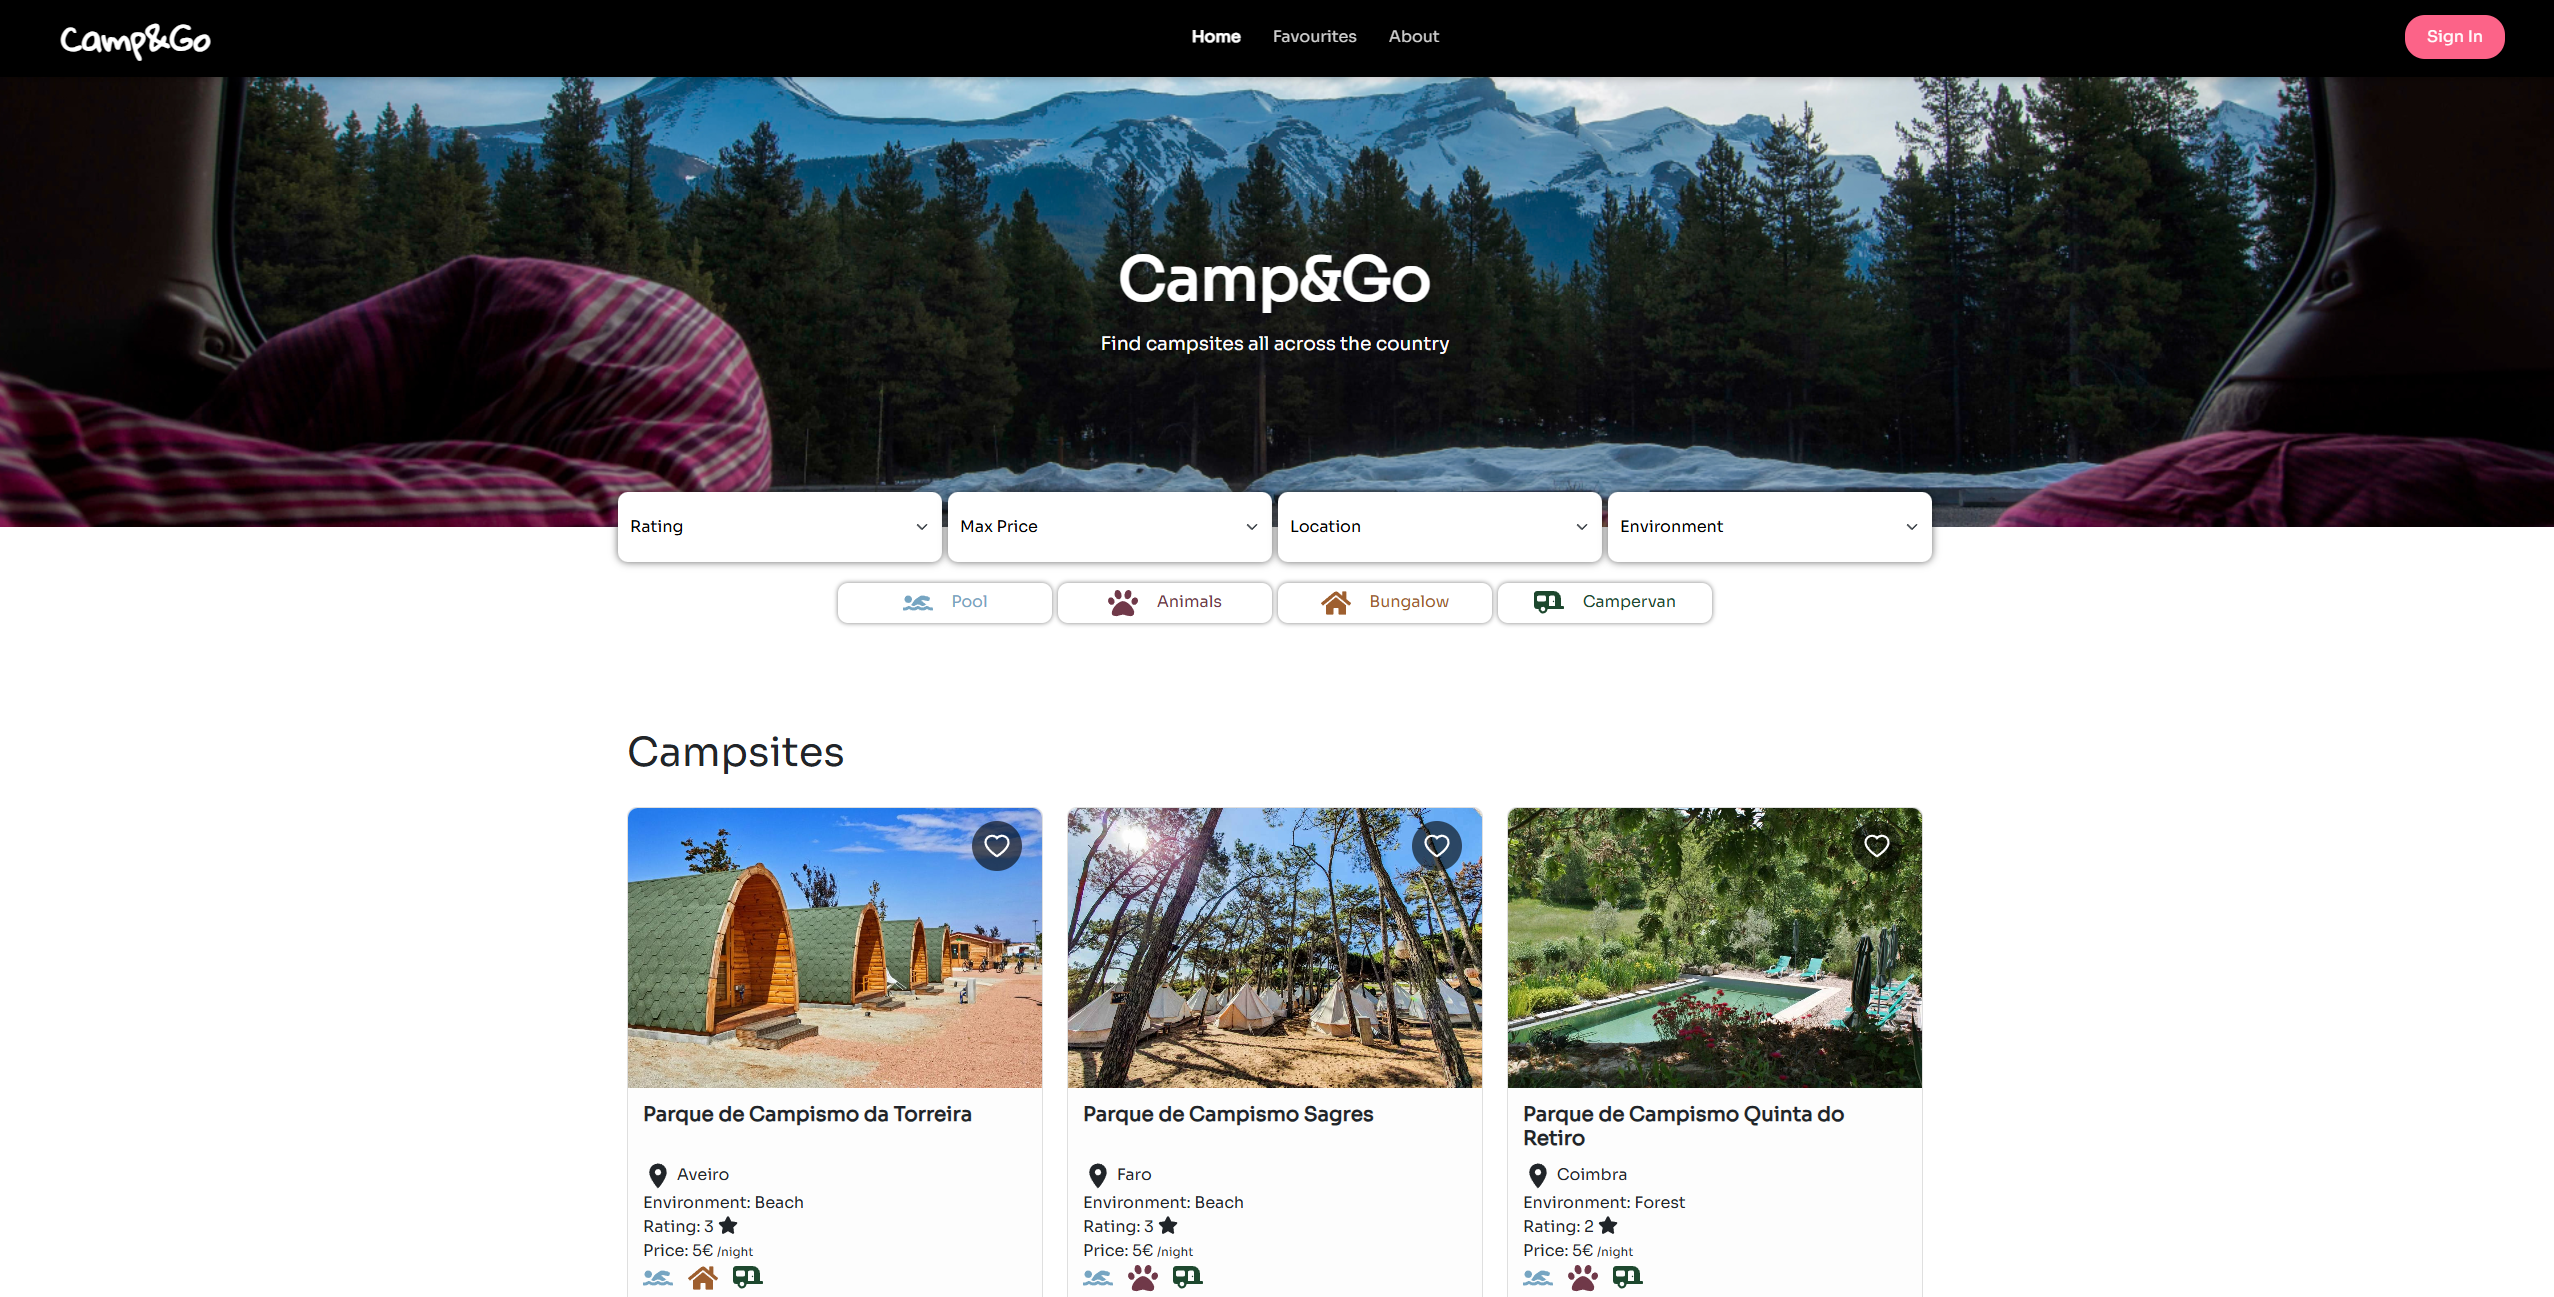 Camp&Go
Home Favourites About
Sign In
Camp&Go
Find campsites all across the country
Rating Max Price Location Environment
Pool Animals Bungalow Campervan
Campsites
Parque de Campismo da Torreira
Aveiro
Environment: Beach
Rating: 3
Price: 5€ /night
Parque de Campismo Sagres
Faro
Environment: Beach
Rating: 3
Price: 5€ /night
Parque de Campismo Quinta do
Retiro
Coimbra
Environment: Forest
Rating: 2
Price: 5€ /night